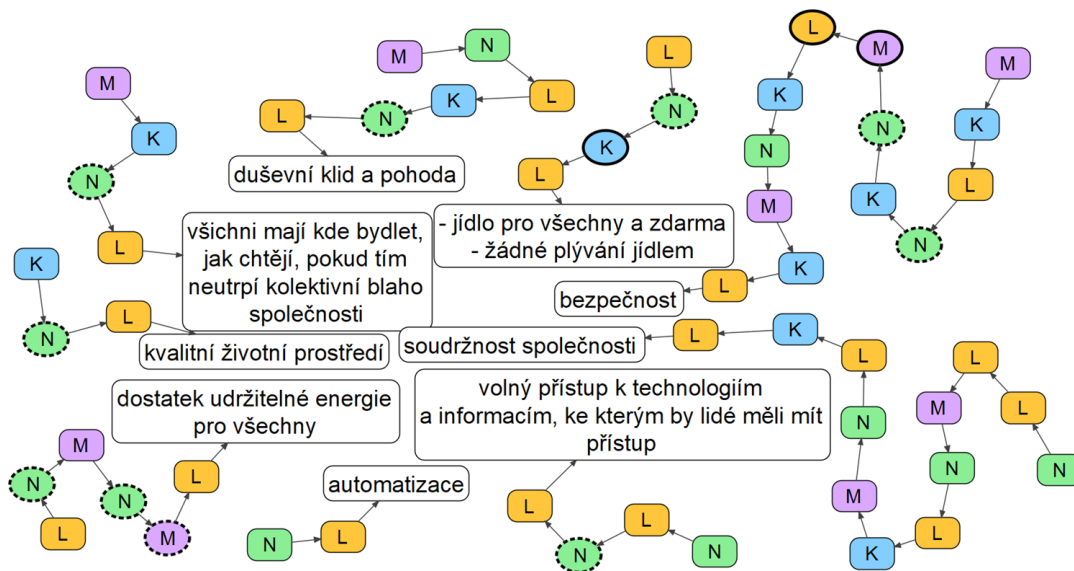 M
K
N
L
všichni mají kde bydlet,
jak chtějí, pokud tím
neutrpí kolektivní blaho
společnosti
M
N
L
K
N
L
duševní klid a pohoda
L
N
K
L
- jídlo pro všechny a zdarma
- žádné plývání jídlem
M
K
L
N
K
N
M
L
K
N
M
K
L
bezpečnost
K
N
L
kvalitní životní prostředí
N
L
L
M
N
L
K
M
N
L
K
L
soudržnost společnosti
L
N
M
N
M
L
dostatek udržitelné energie
pro všechny
N
L
automatizace
N
L
N
L
volný přístup k technologiím
a informacím, ke kterým by lidé měli mít
přístup